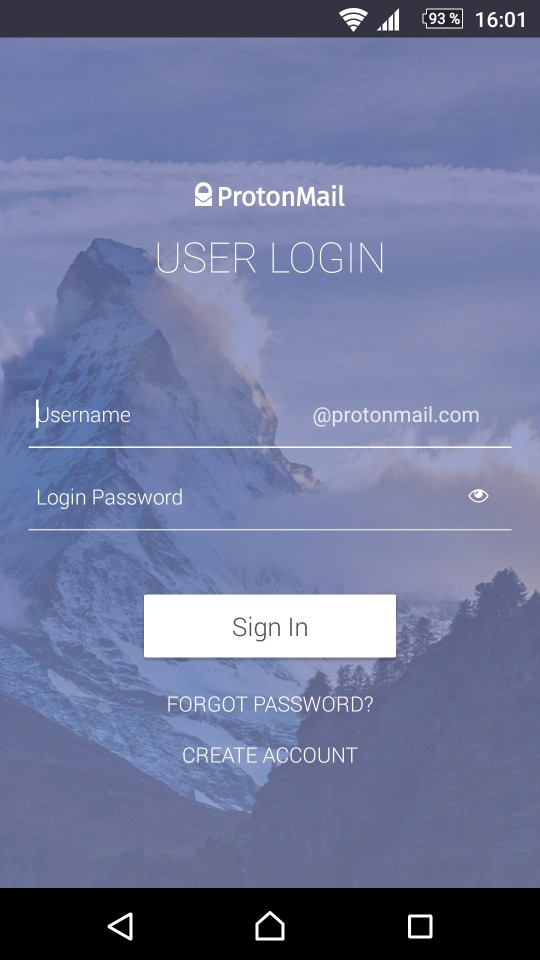 93 % 16:01
ProtonMail
USER LOGIN
Username @protonmail.com
Login Password
Sign In
FORGOT PASSWORD?
CREATE ACCOUNT